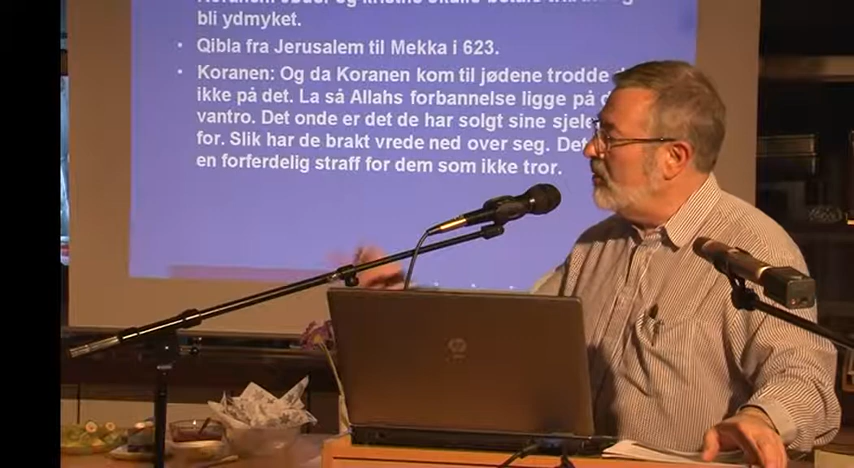 bli ydmyket.
• Qibla fra Jerusalem til Mekka i 623.
• Koranen: Og da Koranen kom til jødene trodde
ikke på det. La så Allahs forbannelse ligge på
vantro. Det onde er det de har solgt sine
for. Slik har de brakt vrede ned over seg.
en forferdelig straff for dem som ikke tror.
hp